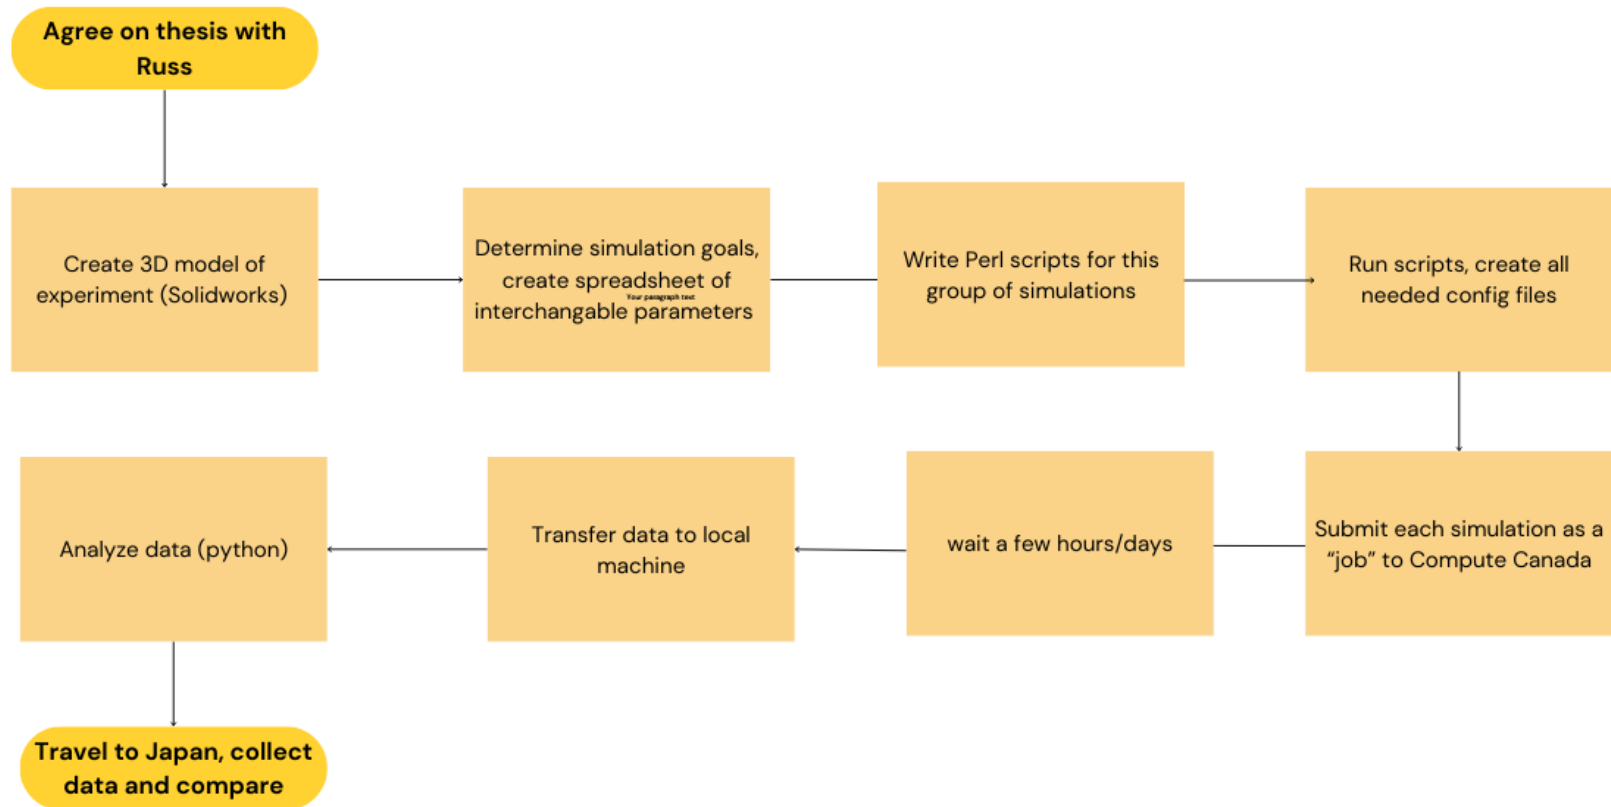 Agree on thesis with
Russ
Create 3D model of
experiment (Solidworks)
Determine simulation goals,
create spreadsheet of
Your paragraph text
interchangable parameters
Write Perl scripts for this
group of simulations
Run scripts, create all
needed config files
Submit each simulation as a
“job” to Compute Canada
wait a few hours/days
Transfer data to local
machine
Analyze data (python)
Travel to Japan, collect
data and compare